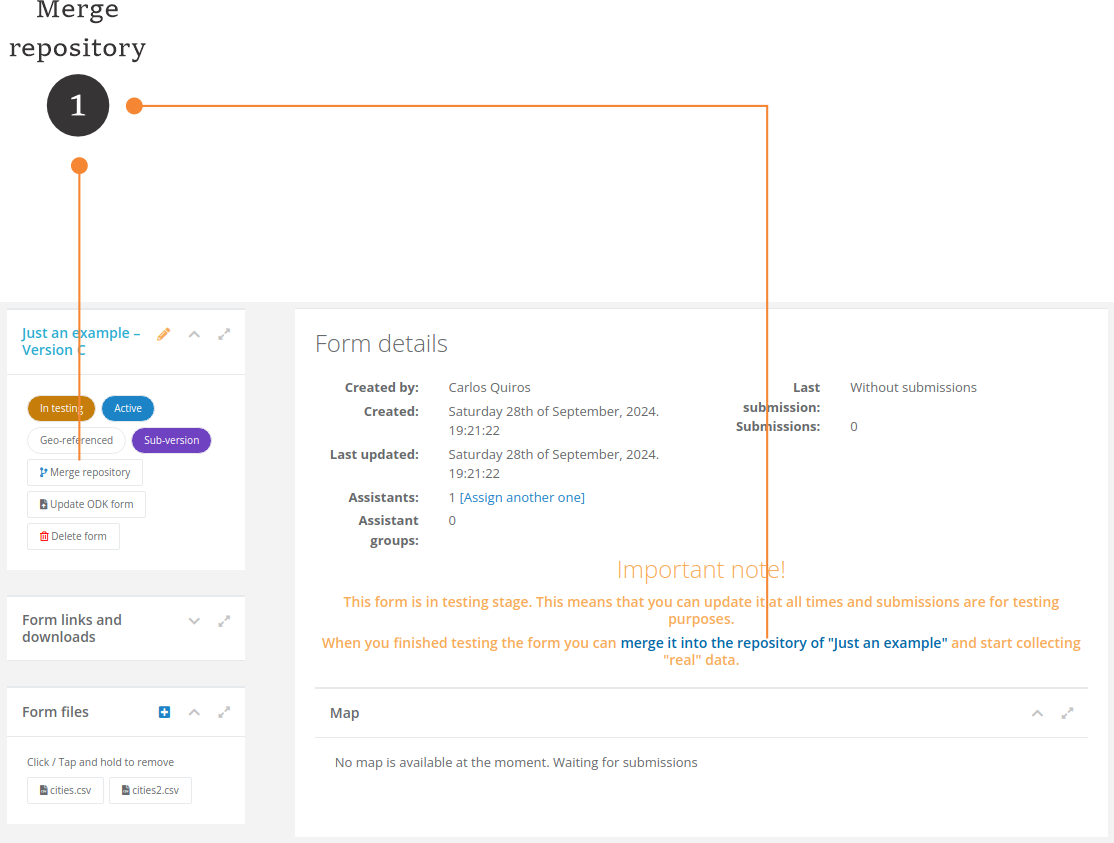 Merge
repository
1
Just an example –
Version C
In testing
Active
Geo-referenced
Sub-version
Merge repository
Update ODK form
Delete form
Form links and
downloads
Form files
Click / Tap and hold to remove
cities.csv
cities2.csv
Form details
Created by:
Carlos Quiros
Created:
Saturday 28th of September, 2024.
19:21:22
Last updated:
Saturday 28th of September, 2024.
19:21:22
Assistants:
1 [Assign another one]
Assistant
groups:
0
Last
submission:
Without submissions
Submissions:
0
Important note!
This form is in testing stage. This means that you can update it at all times and submissions are for testing
purposes.
When you finished testing the form you can merge it into the repository of "Just an example" and start collecting
"real" data.
Map
No map is available at the moment. Waiting for submissions